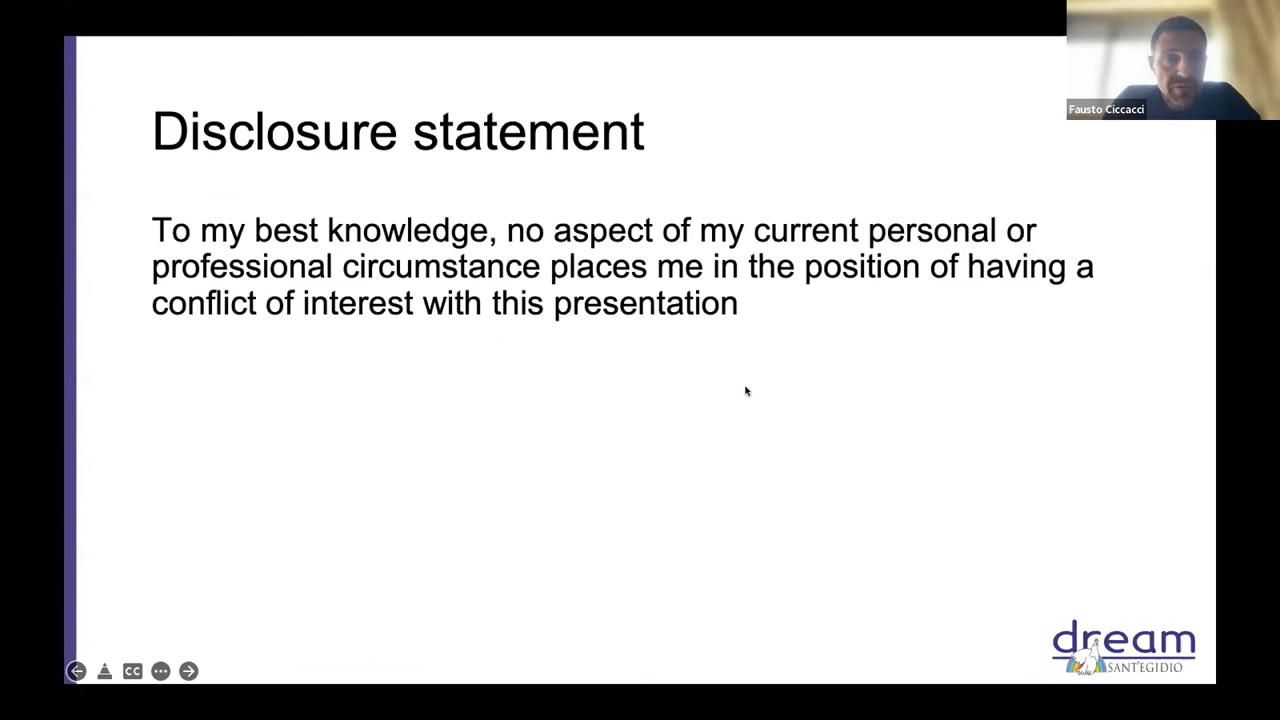 Fausto Ciccacci
Disclosure statement
To my best knowledge, no aspect of my current personal or
professional circumstance places me in the position of having a
conflict of interest with this presentation
dream
SANT'EGIDIO
CC